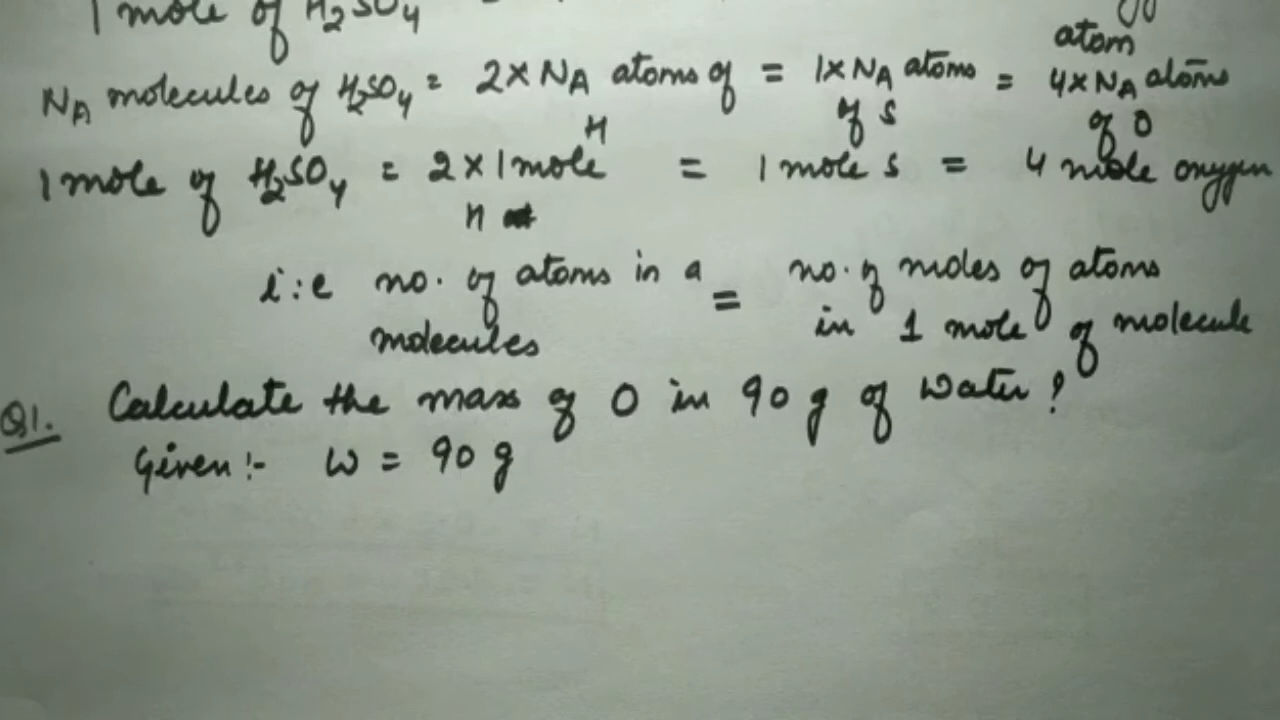 1 mole of H2SO4
atom
NA molecules of H2SO4 = 2×NA atoms of H = 1×NA atoms of S = 4×NA atoms of O
1 mole of H2SO4 = 2×1 mole H = 1 mole S = 4 mole oxygen
i:e no. of atoms in a molecules = no. of moles of atoms in 1 mole of molecule
Q1. Calculate the mass of O in 90 g of water?
Given:- W = 90 g